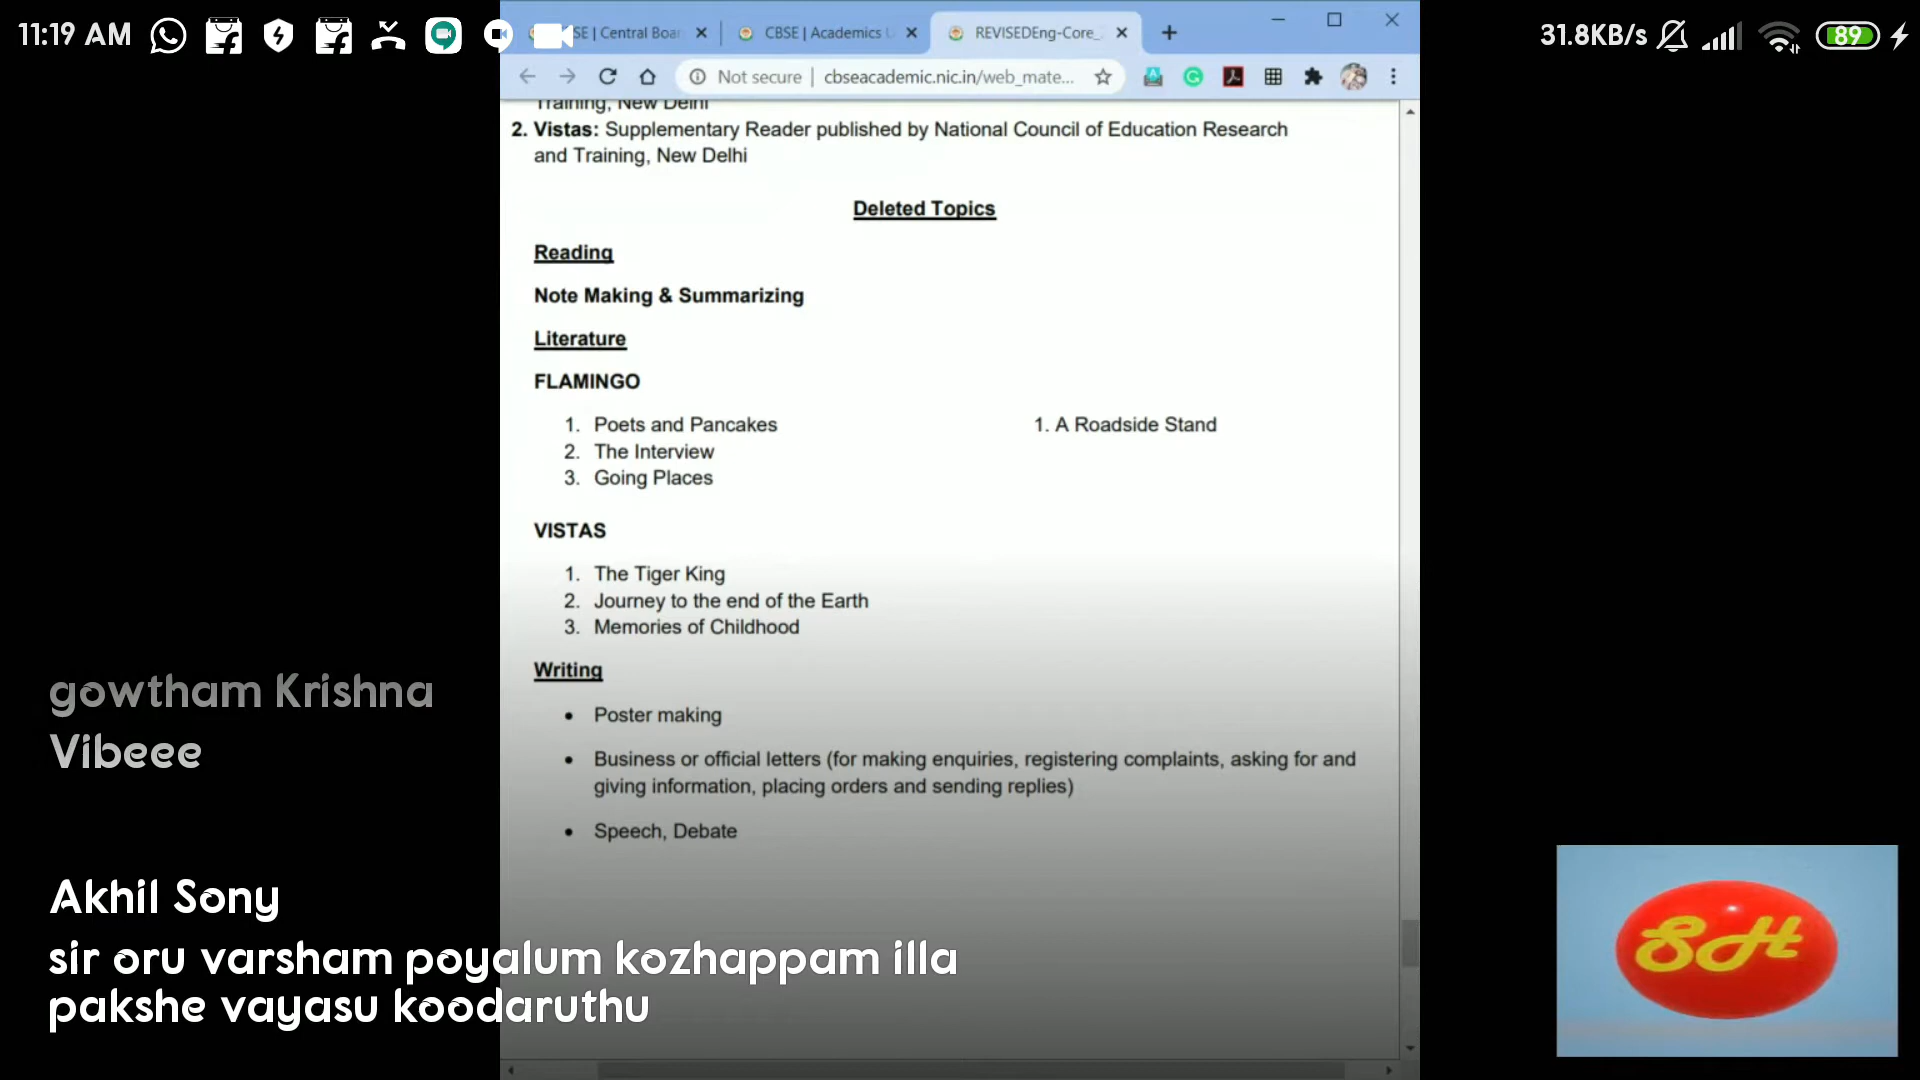 11:19 AM
31.8KB/s
89
SE | Central Boar
CBSE | Academics U
REVISEDEng-Core_
Not secure | cbseacademic.nic.in/web_mate...
Training, New Delhi
2. Vistas: Supplementary Reader published by National Council of Education Research
and Training, New Delhi
Deleted Topics
Reading
Note Making & Summarizing
Literature
FLAMINGO
1. Poets and Pancakes
2. The Interview
3. Going Places
1. A Roadside Stand
VISTAS
1. The Tiger King
2. Journey to the end of the Earth
3. Memories of Childhood
Writing
• Poster making
• Business or official letters (for making enquiries, registering complaints, asking for and
giving information, placing orders and sending replies)
• Speech, Debate
gowtham Krishna
Vibeee
Akhil Sony
sir oru varsham poyalum kozhappam illa
pakshe vayasu koodaruthu
SH